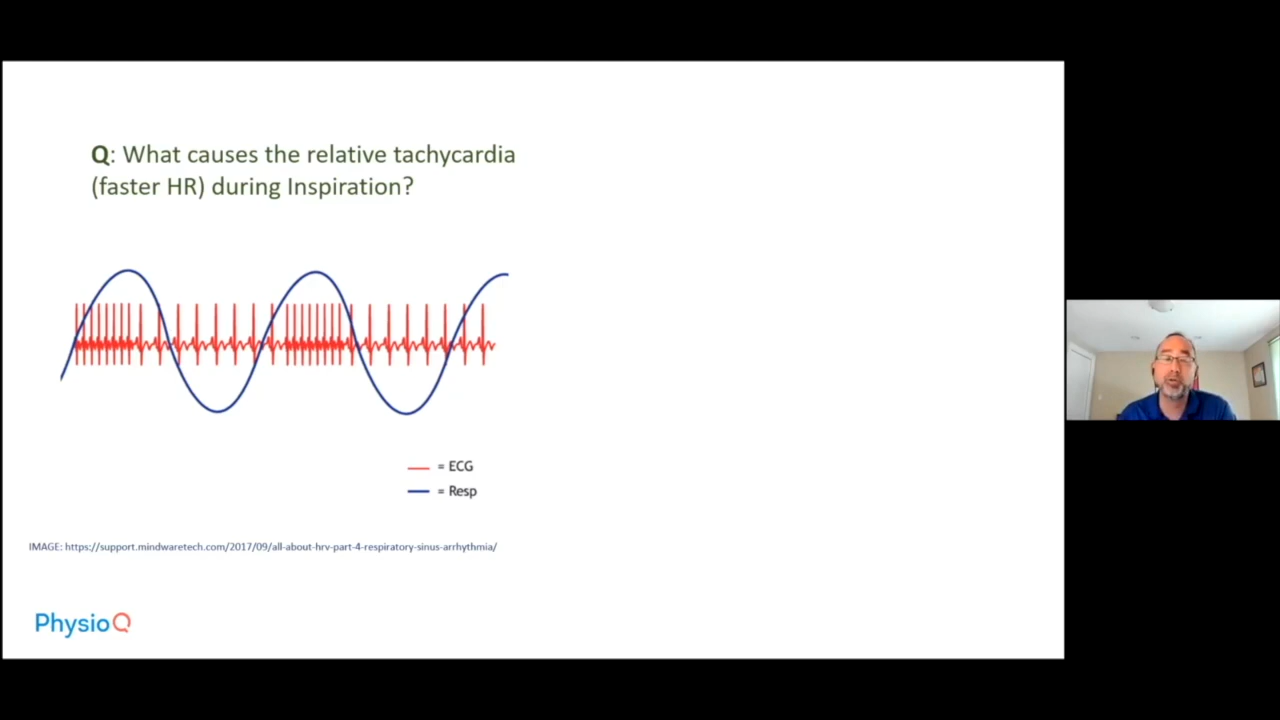 Q: What causes the relative tachycardia
(faster HR) during Inspiration?
= ECG
= Resp
IMAGE: https://support.mindwaretech.com/2017/09/all-about-hrv-part-4-respiratory-sinus-arrhythmia/
PhysioQ